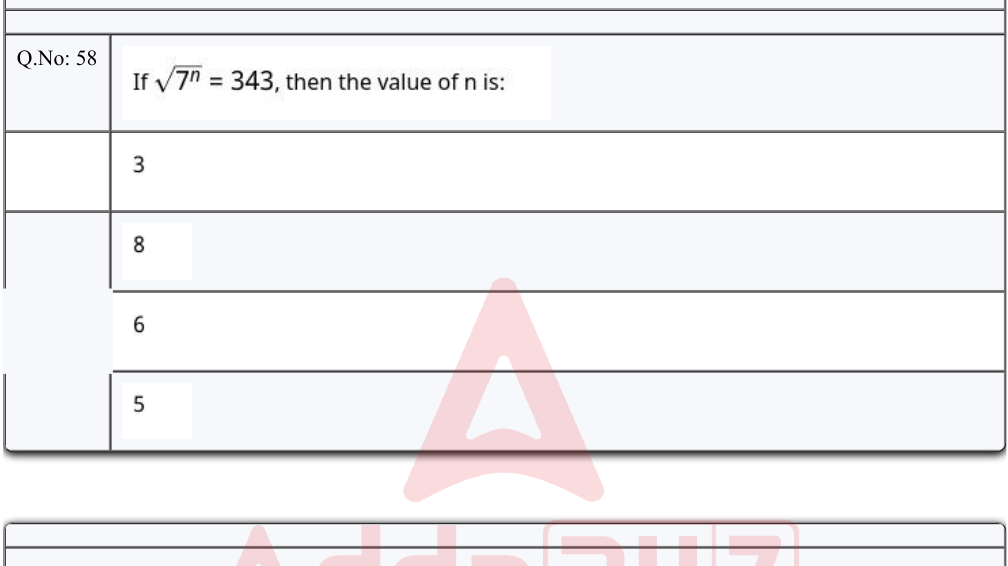 Q.No: 58
If √7ⁿ = 343, then the value of n is:
3
8
6
5